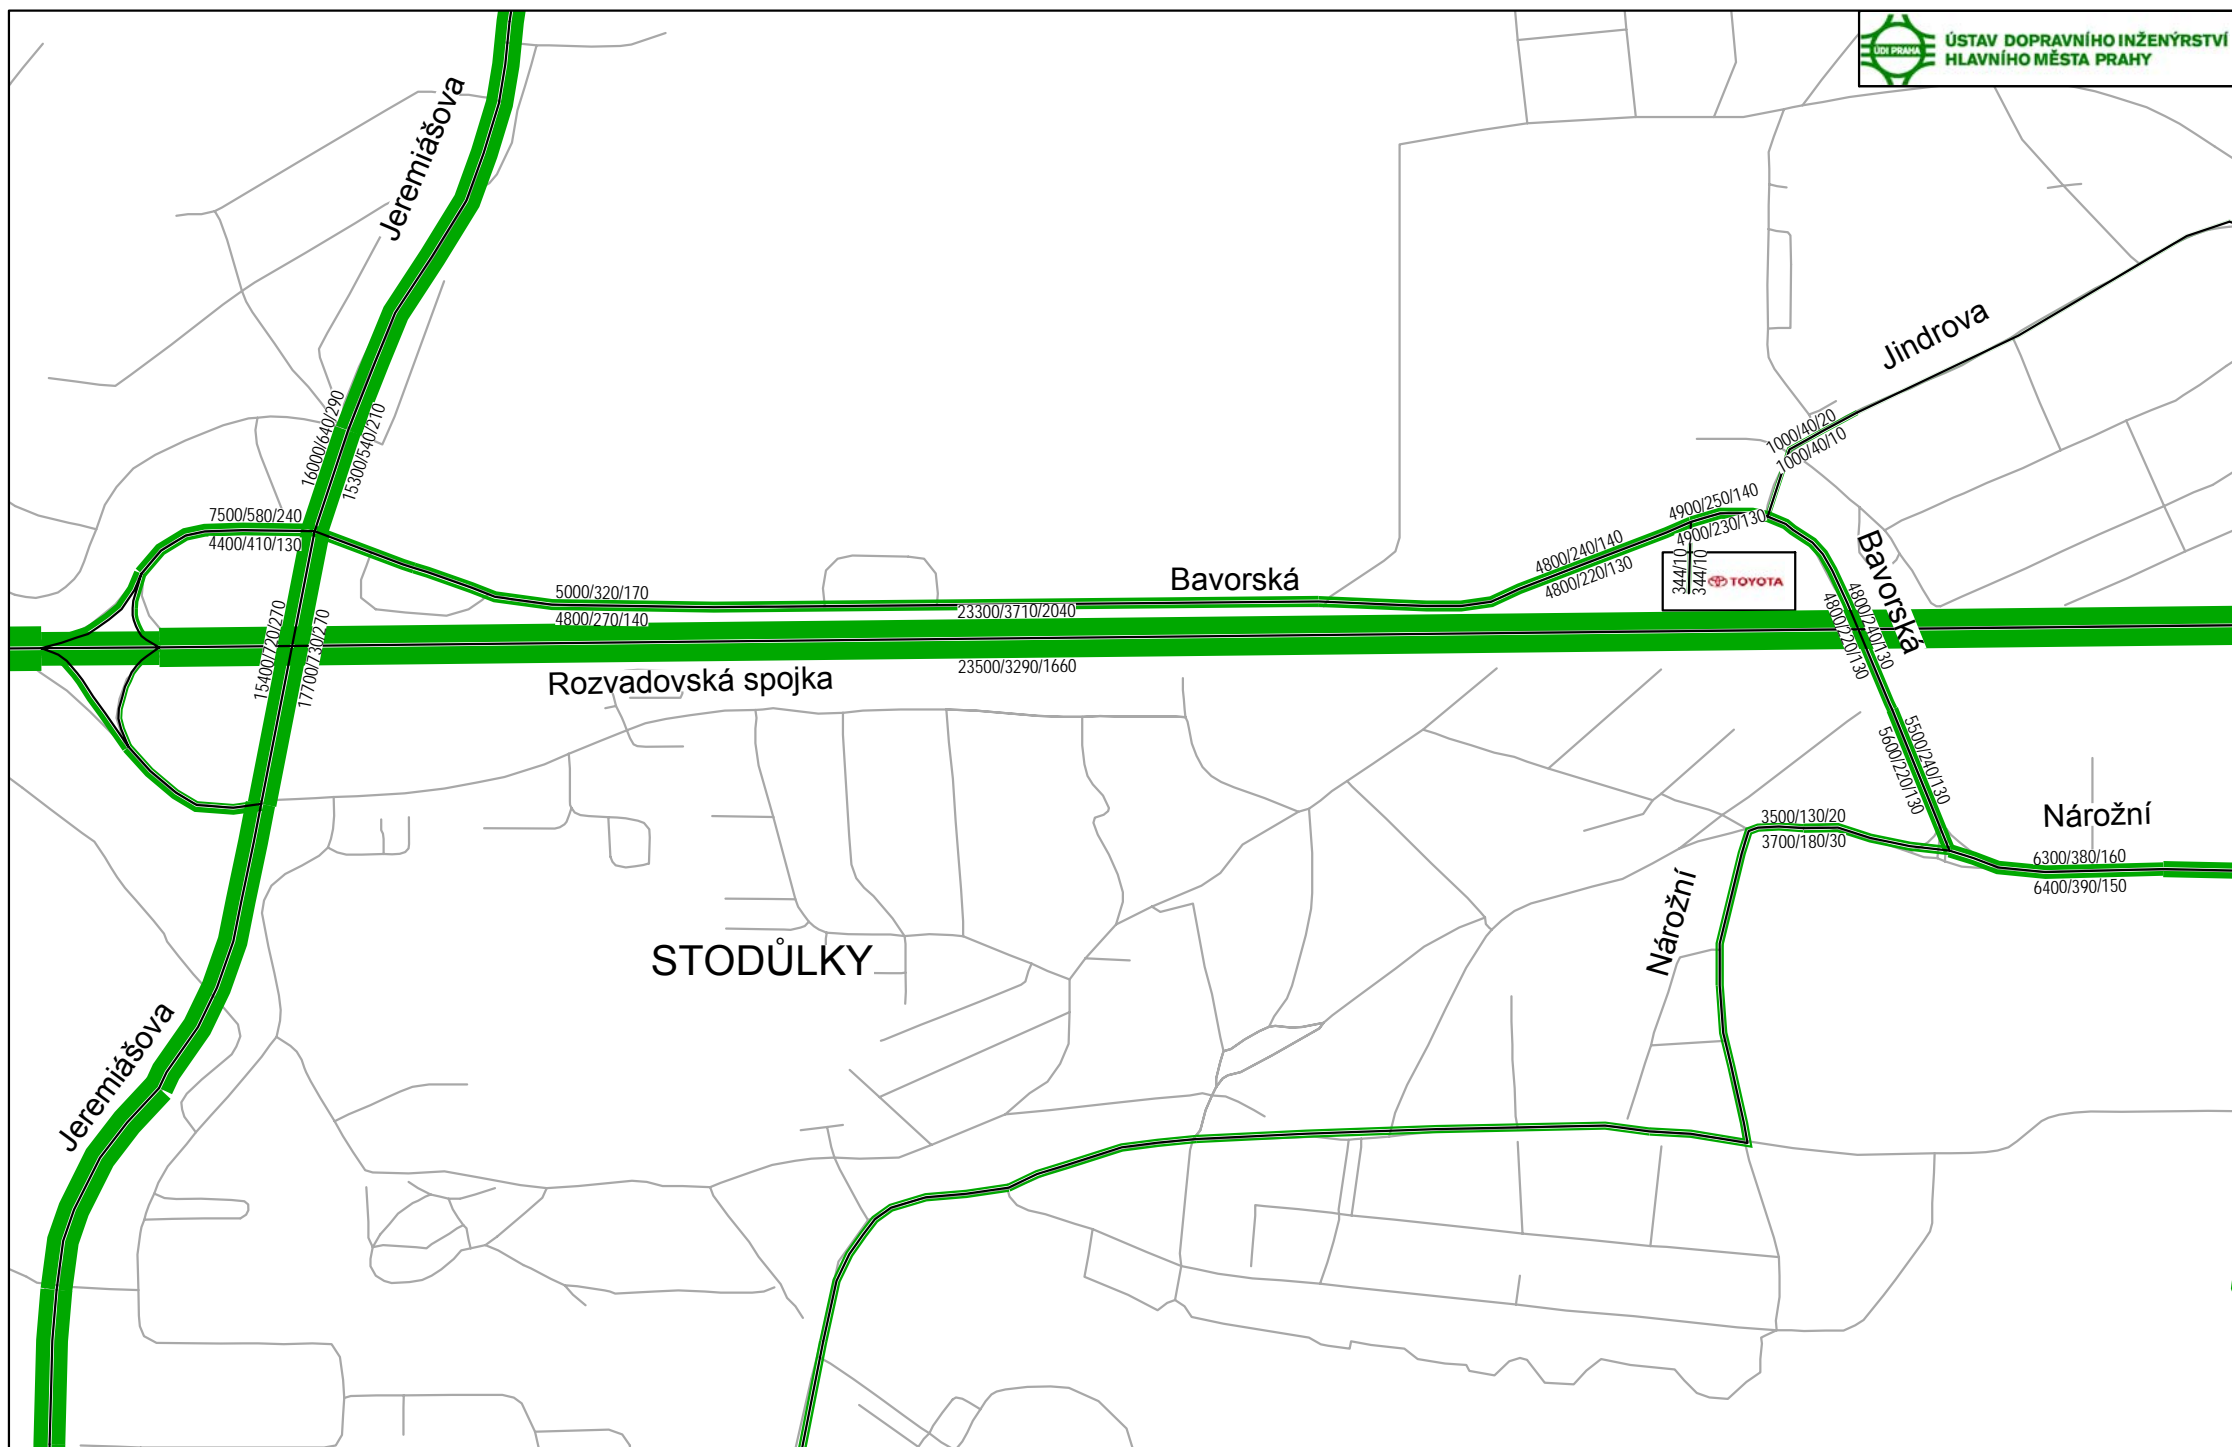 ÚDI PRAHA
ÚSTAV DOPRAVNÍHO INŽENÝRSTVÍ
HLAVNÍHO MĚSTA PRAHY
Jeremiášova
Jindrova
16000/640/290
15300/540/210
1000/40/20
1000/40/10
7500/580/240
4400/410/130
4900/250/140
4900/230/130
4800/240/140
4800/220/130
344/10
344/10
TOYOTA
Bavorská
Bavorská
5000/320/170
4800/270/140
23300/3710/2040
23500/3290/1660
4800/240/130
4800/220/130
15400/720/270
17700/730/270
Rozvadovská spojka
5500/240/130
5600/220/130
3500/130/20
3700/180/30
Nárožní
6300/380/160
6400/390/150
Nárožní
STODŮLKY
Jeremiášova